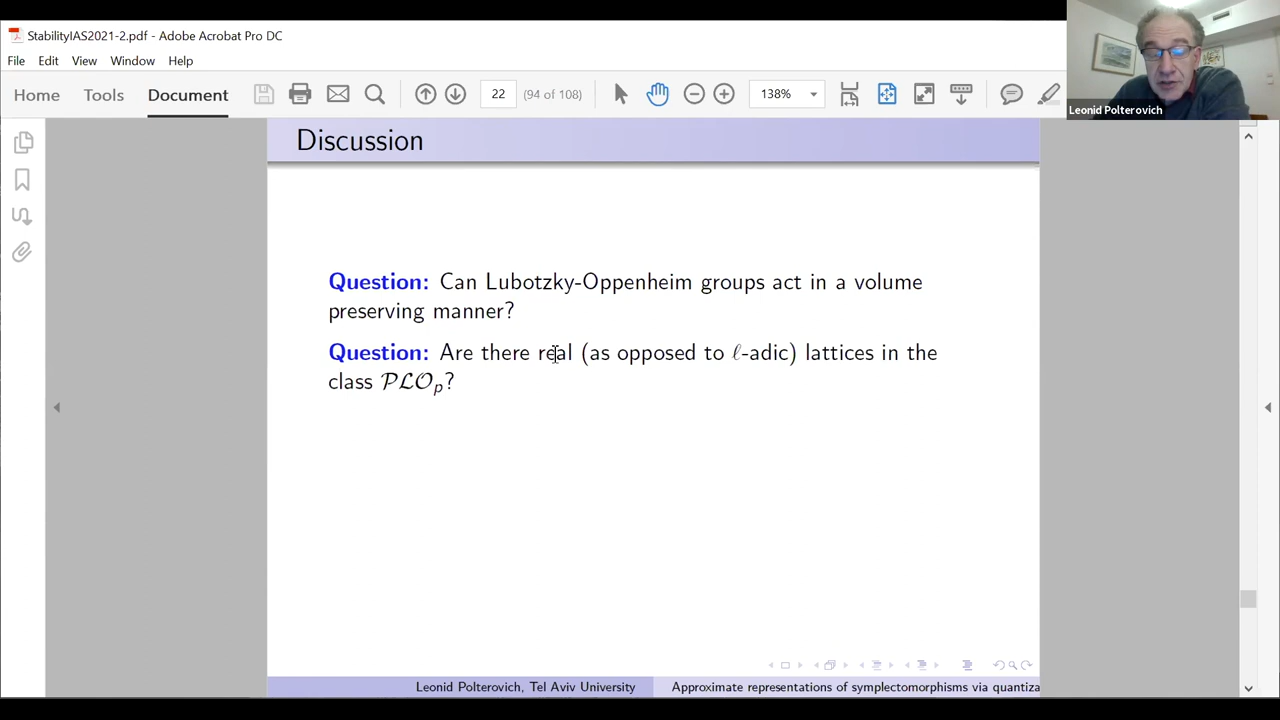 StabilityIAS2021-2.pdf - Adobe Acrobat Pro DC
File Edit View Window Help
Home Tools Document 22 (94 of 108) 138%
Leonid Polterovich
Discussion
Question: Can Lubotzky-Oppenheim groups act in a volume
preserving manner?
Question: Are there real (as opposed to ℓ-adic) lattices in the
class 𝒫ℒ𝒪ₚ?
Leonid Polterovich, Tel Aviv University Approximate representations of symplectomorphisms via quantiza